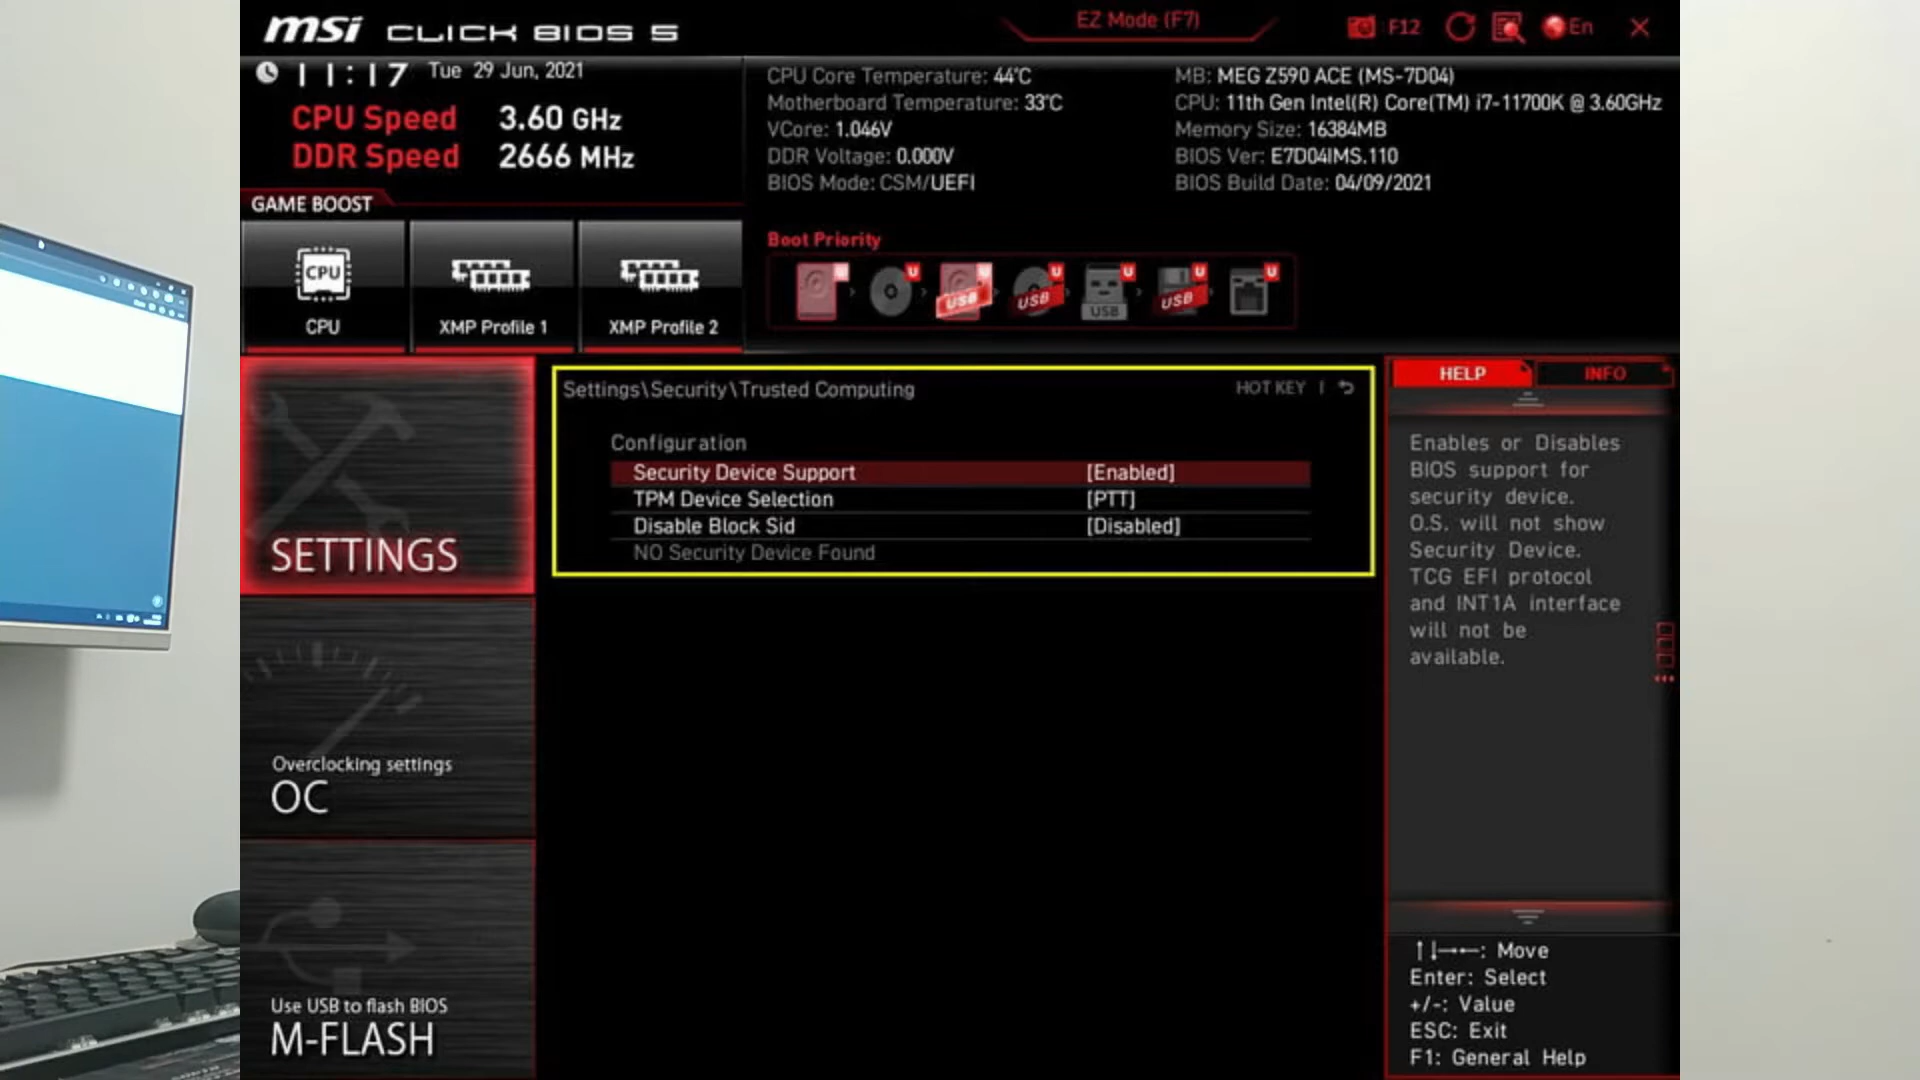 msi CLICK BIOS 5
EZ Mode (F7)
F12
En
11:17 Tue 29 Jun, 2021
CPU Speed 3.60 GHz
DDR Speed 2666 MHz
CPU Core Temperature: 44°C
Motherboard Temperature: 33°C
VCore: 1.046V
DDR Voltage: 0.000V
BIOS Mode: CSM/UEFI
MB: MEG Z590 ACE (MS-7D04)
CPU: 11th Gen Intel(R) Core(TM) i7-11700K @ 3.60GHz
Memory Size: 16384MB
BIOS Ver: E7D04IMS.110
BIOS Build Date: 04/09/2021
GAME BOOST
CPU
CPU
XMP Profile 1
XMP Profile 2
Boot Priority
U U U U U U
USB USB USB USB
SETTINGS
Overclocking settings
OC
Use USB to flash BIOS
M-FLASH
Settings\Security\Trusted Computing
HOT KEY |
Configuration
Security Device Support [Enabled]
TPM Device Selection [PTT]
Disable Block Sid [Disabled]
NO Security Device Found
HELP
INFO
Enables or Disables
BIOS support for
security device.
O.S. will not show
Security Device.
TCG EFI protocol
and INT1A interface
will not be
available.
↑↓→←: Move
Enter: Select
+/-: Value
ESC: Exit
F1: General Help